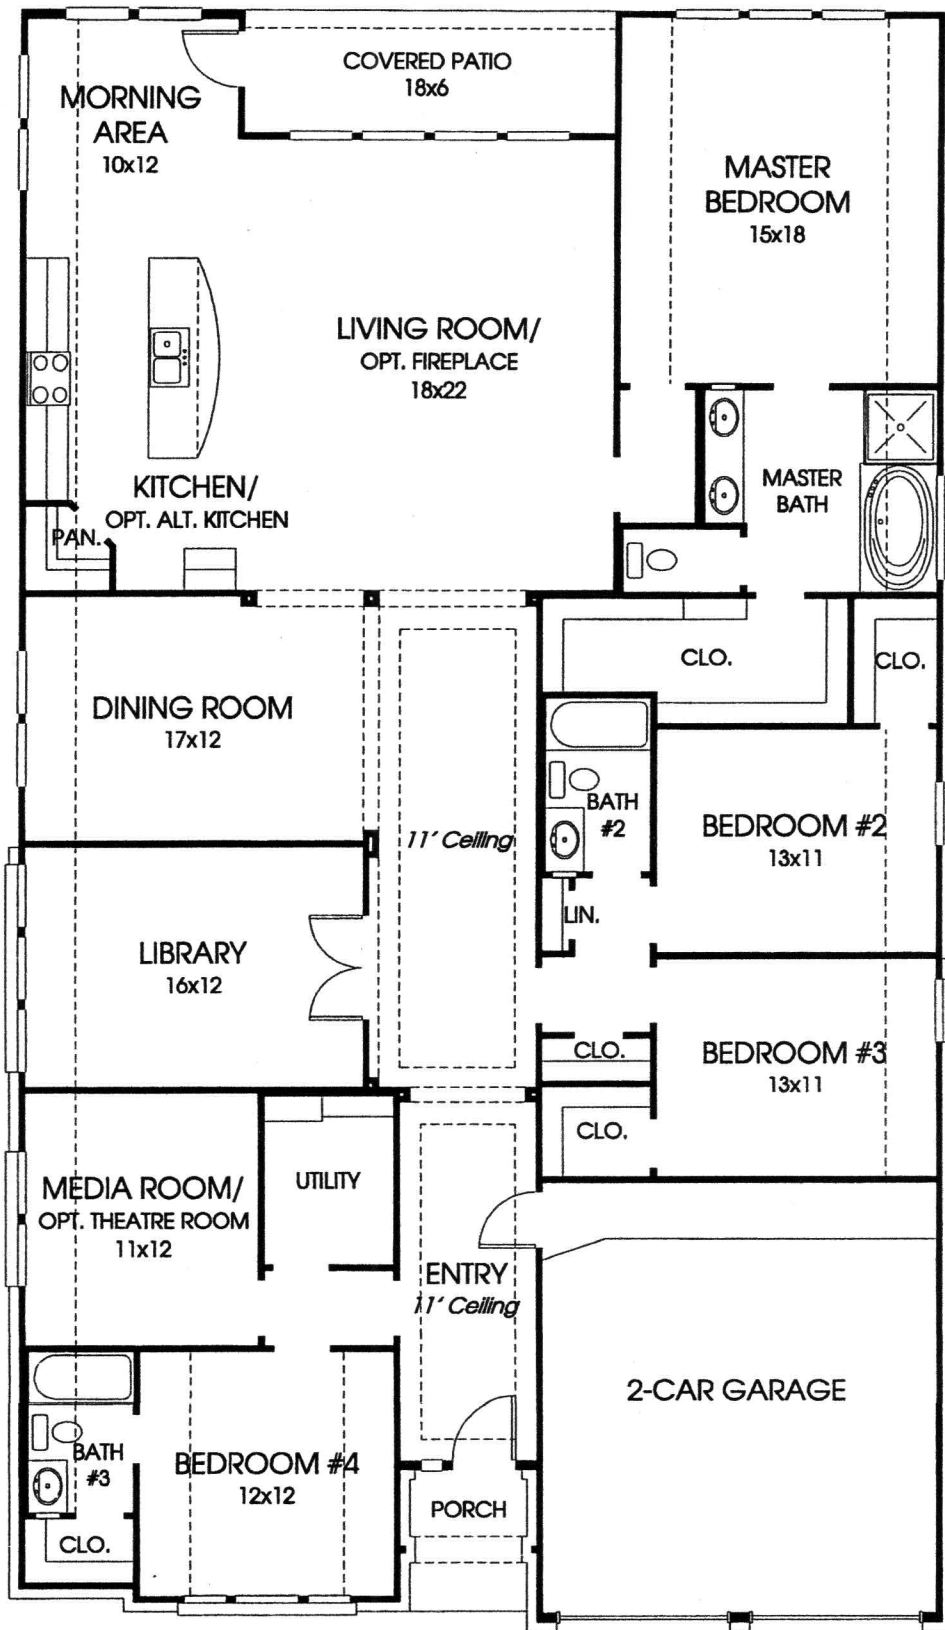 COVERED PATIO
18x6
MORNING
AREA
10x12
MASTER
BEDROOM
15x18
LIVING ROOM/
OPT. FIREPLACE
18x22
KITCHEN/
OPT. ALT. KITCHEN
PAN.
MASTER
BATH
CLO.
CLO.
DINING ROOM
17x12
11' Ceiling
BATH
#2
BEDROOM #2
13x11
LIN.
LIBRARY
16x12
CLO.
BEDROOM #3
13x11
CLO.
MEDIA ROOM/
OPT. THEATRE ROOM
11x12
UTILITY
ENTRY
11' Ceiling
2-CAR GARAGE
BATH
#3
BEDROOM #4
12x12
CLO.
PORCH